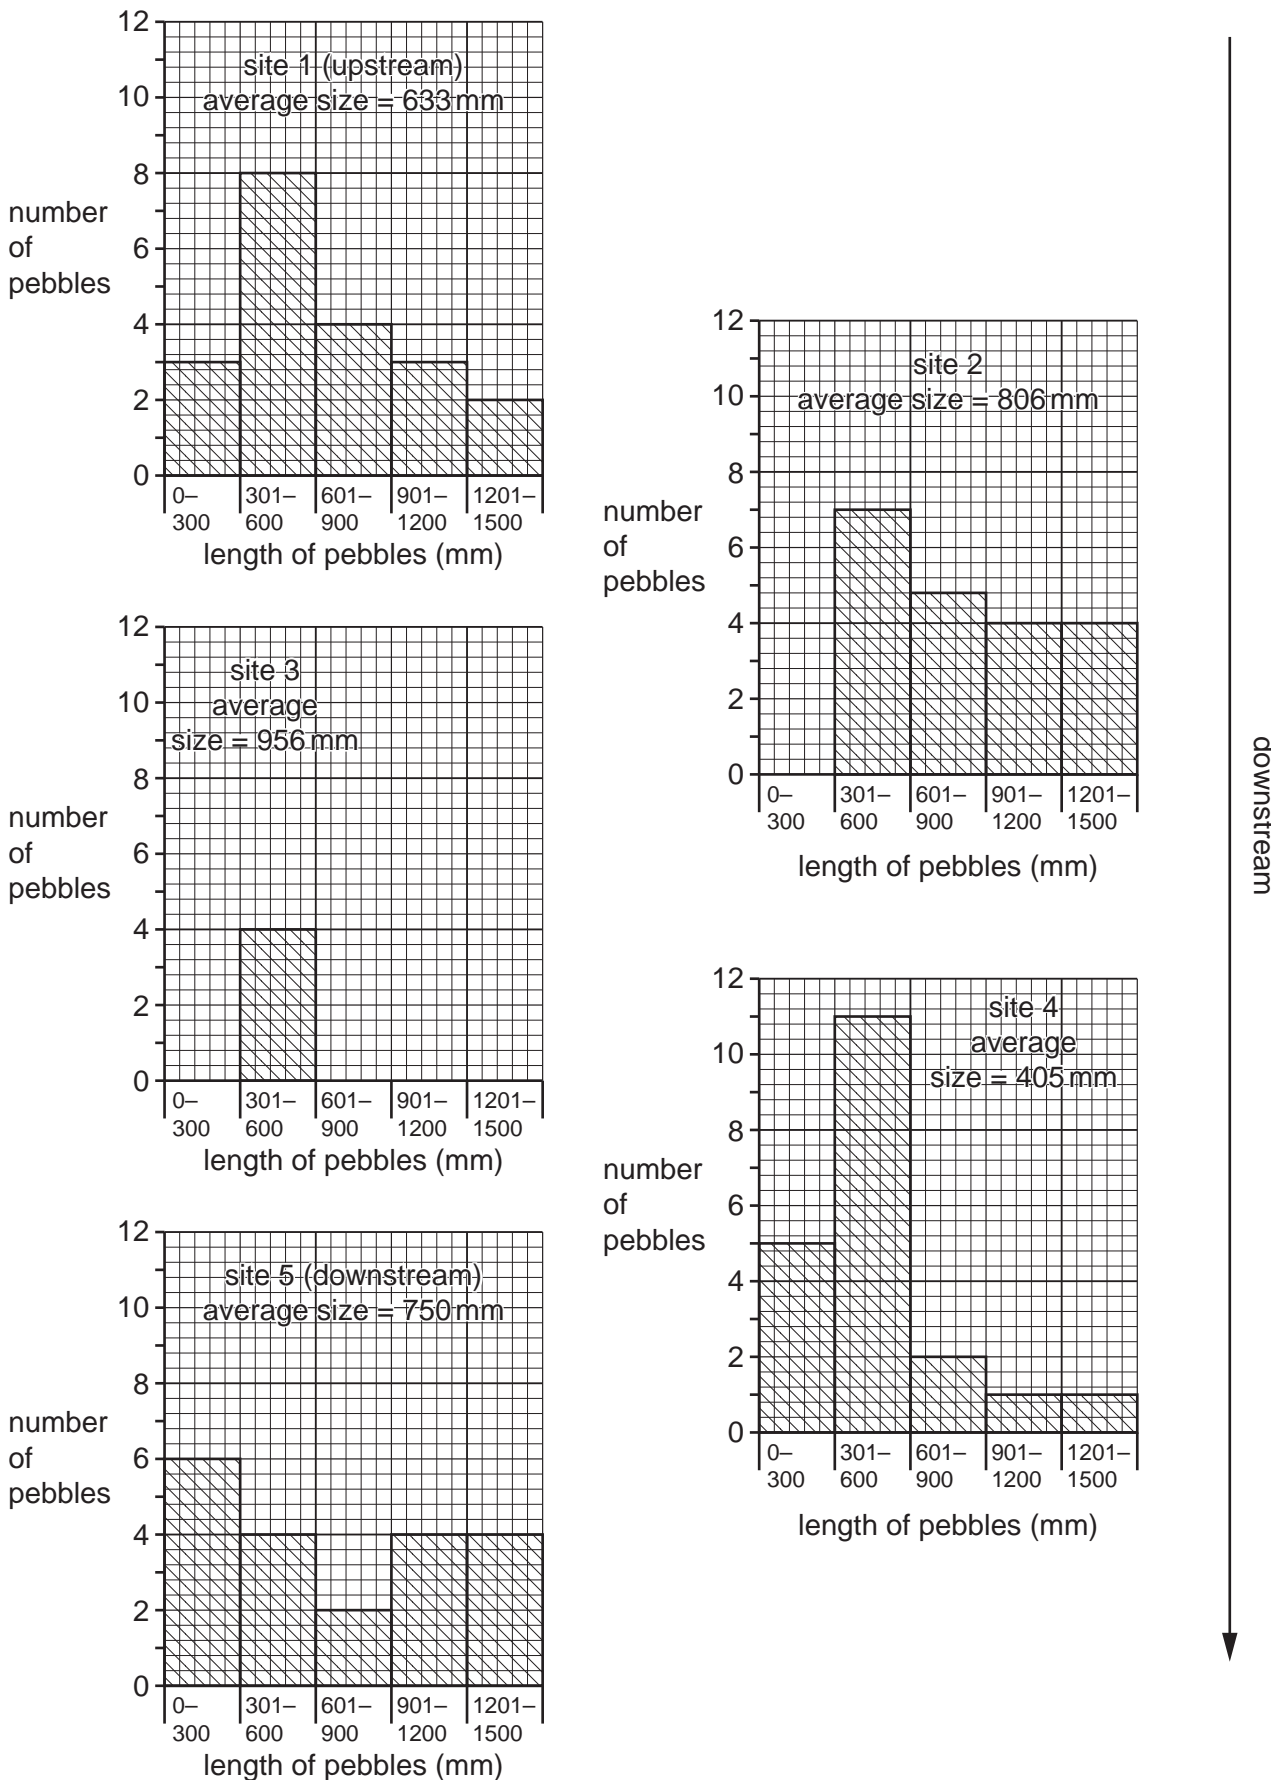 12
10
8
6
4
2
0
site 1 (upstream)
average size = 633 mm
number
of
pebbles
0– 301– 601– 901– 1201–
300 600 900 1200 1500
length of pebbles (mm)
12
10
8
6
4
2
0
site 2
average size = 806 mm
number
of
pebbles
0– 301– 601– 901– 1201–
300 600 900 1200 1500
length of pebbles (mm)
12
10
8
6
4
2
0
site 3
average
size = 956 mm
number
of
pebbles
0– 301– 601– 901– 1201–
300 600 900 1200 1500
length of pebbles (mm)
12
10
8
6
4
2
0
site 4
average
size = 405 mm
number
of
pebbles
0– 301– 601– 901– 1201–
300 600 900 1200 1500
length of pebbles (mm)
12
10
8
6
4
2
0
site 5 (downstream)
average size = 750 mm
number
of
pebbles
0– 301– 601– 901– 1201–
300 600 900 1200 1500
length of pebbles (mm)
downstream